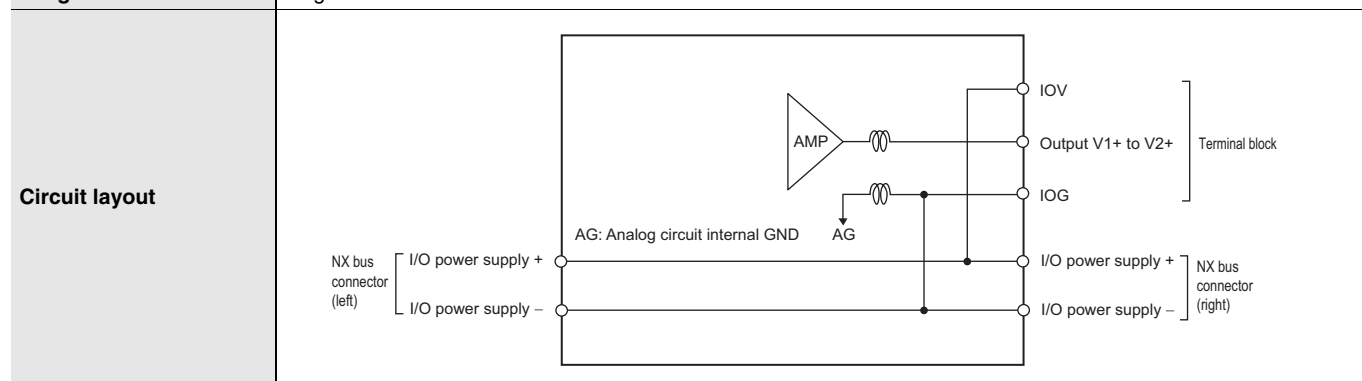 Circuit layout
IOV
AMP
Output V1+ to V2+
Terminal block
IOG
AG: Analog circuit internal GND
AG
NX bus
connector
(left)
I/O power supply +
I/O power supply –
I/O power supply +
I/O power supply –
NX bus
connector
(right)